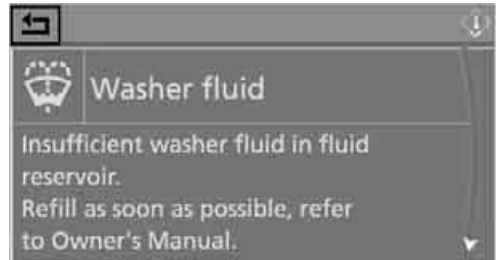 Washer fluid
Insufficient washer fluid in fluid
reservoir.
Refill as soon as possible, refer
to Owner's Manual.